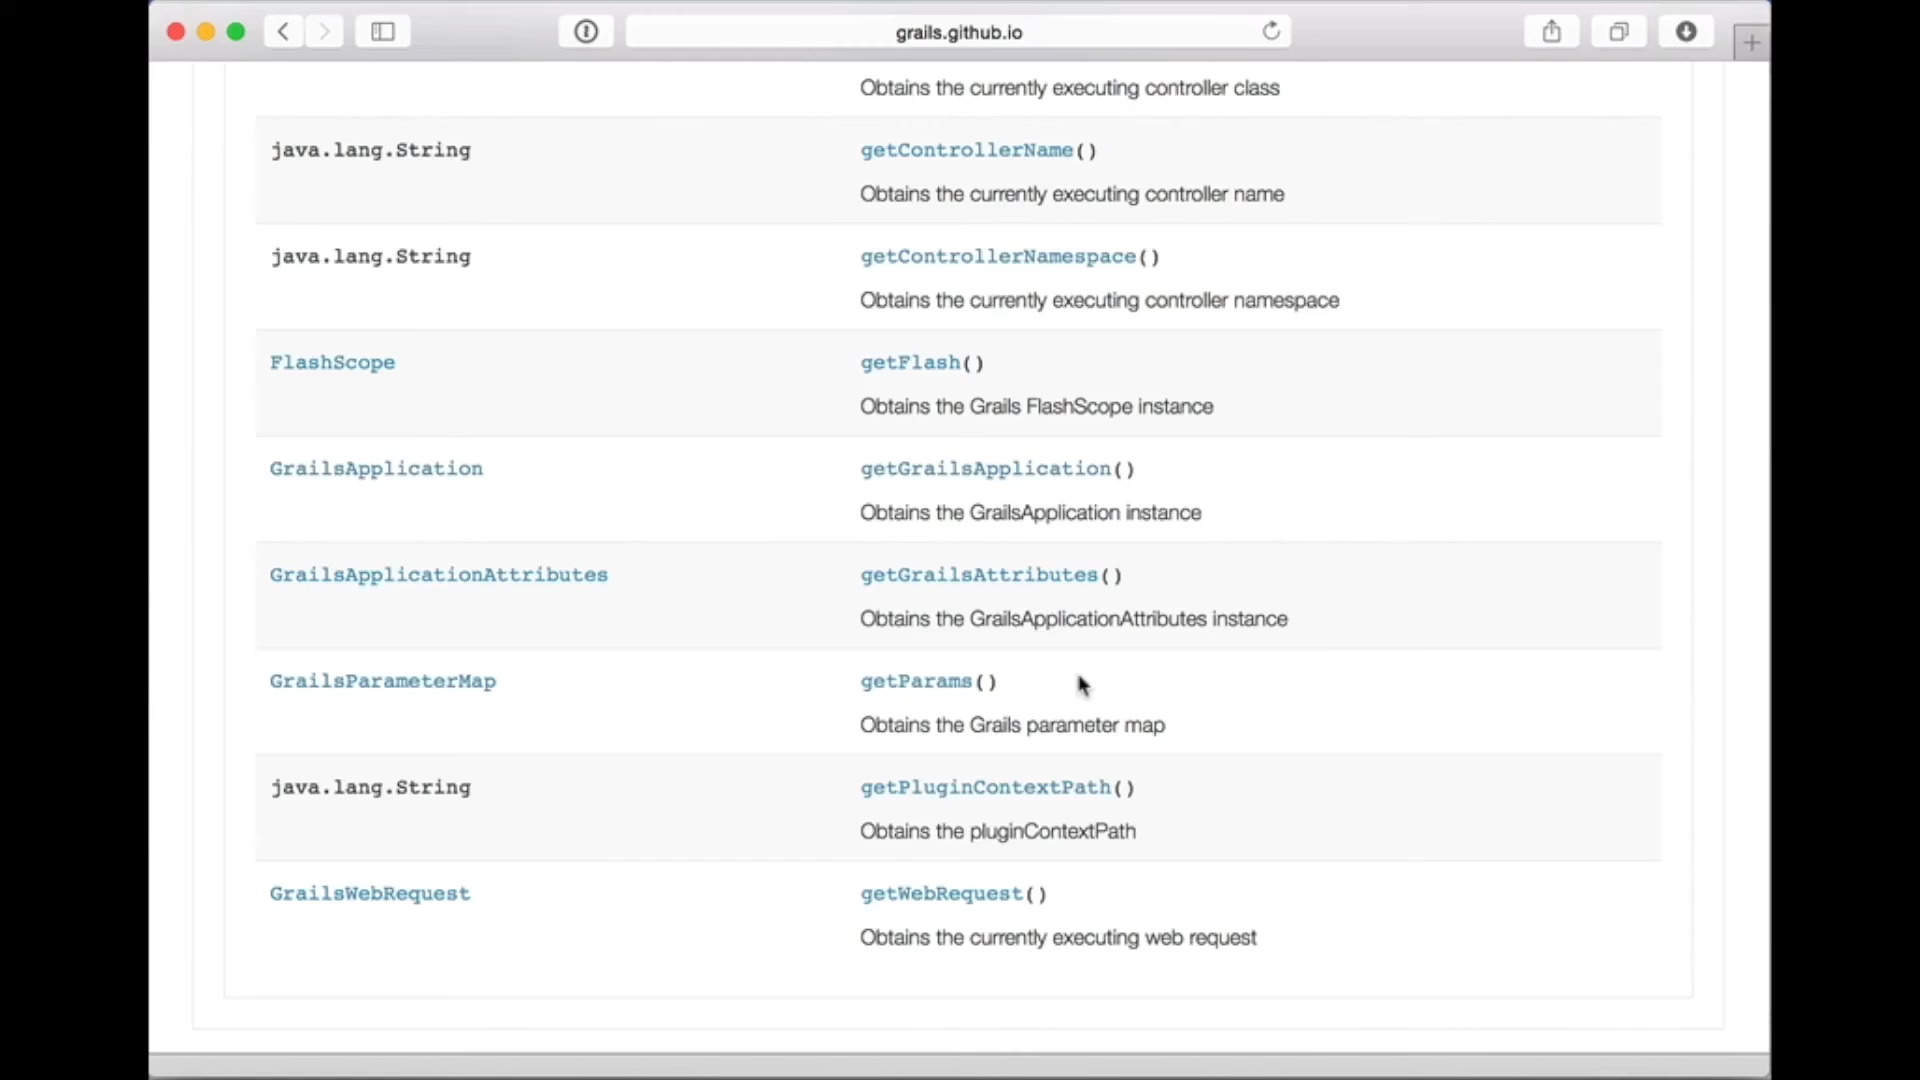 grails.github.io
Obtains the currently executing controller class
java.lang.String getControllerName()
Obtains the currently executing controller name
java.lang.String getControllerNamespace()
Obtains the currently executing controller namespace
FlashScope getFlash()
Obtains the Grails FlashScope instance
GrailsApplication getGrailsApplication()
Obtains the GrailsApplication instance
GrailsApplicationAttributes getGrailsAttributes()
Obtains the GrailsApplicationAttributes instance
GrailsParameterMap getParams()
Obtains the Grails parameter map
java.lang.String getPluginContextPath()
Obtains the pluginContextPath
GrailsWebRequest getWebRequest()
Obtains the currently executing web request